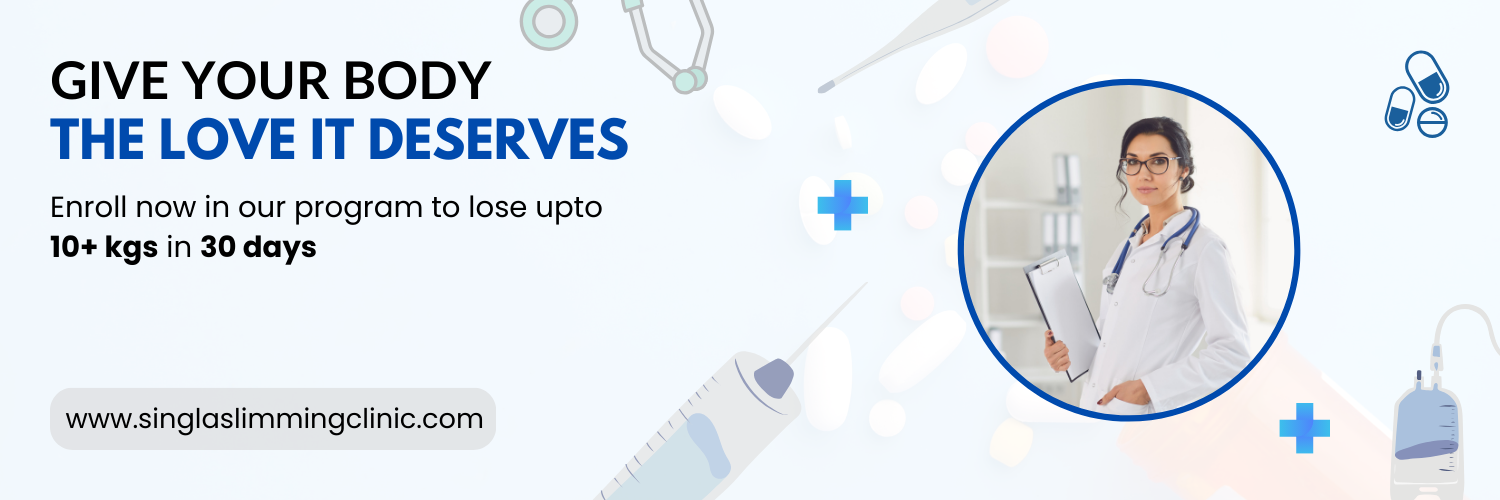 GIVE YOUR BODY
THE LOVE IT DESERVES
Enroll now in our program to lose upto
10+ kgs in 30 days
www.singlaslimmingclinic.com